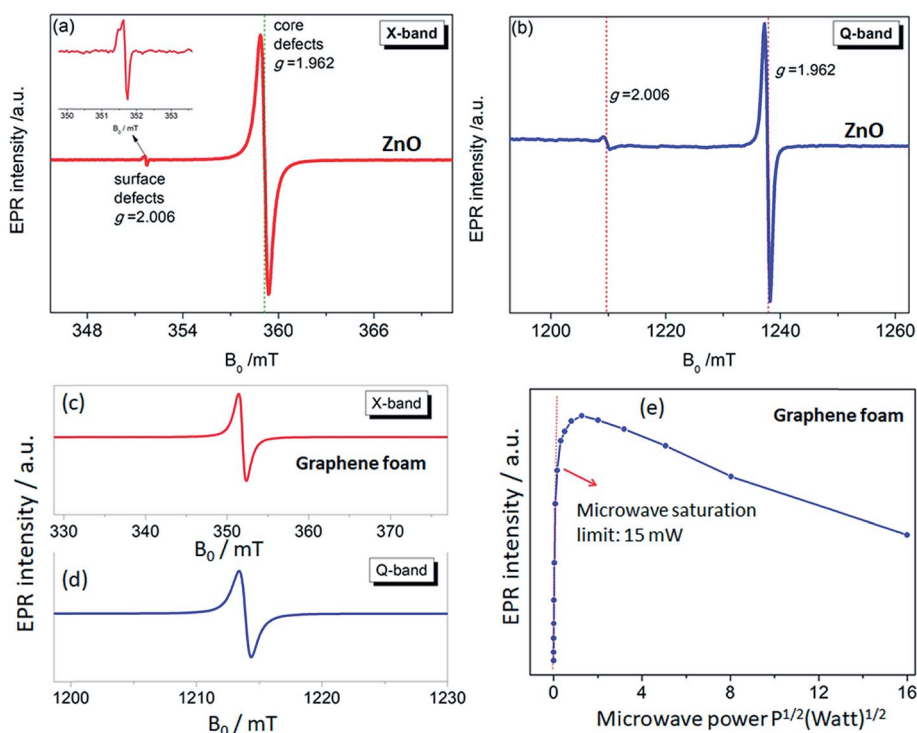 (a)
X-band
core
defects
g=1.962
ZnO
surface
defects
g=2.006
350 351 352 353
B0 / mT
EPR intensity /a.u.
348 354 360 366
B0 /mT
(b)
Q-band
g=2.006
g=1.962
ZnO
EPR intensity /a.u.
1200 1220 1240 1260
B0 /mT
(c)
X-band
Graphene foam
330 340 350 360 370
B0 / mT
(d)
Q-band
EPR intensity / a.u.
1200 1210 1220 1230
B0 / mT
(e)
Graphene foam
Microwave saturation
limit: 15 mW
EPR intensity / a.u.
0 4 8 12 16
Microwave power P1/2(Watt)1/2